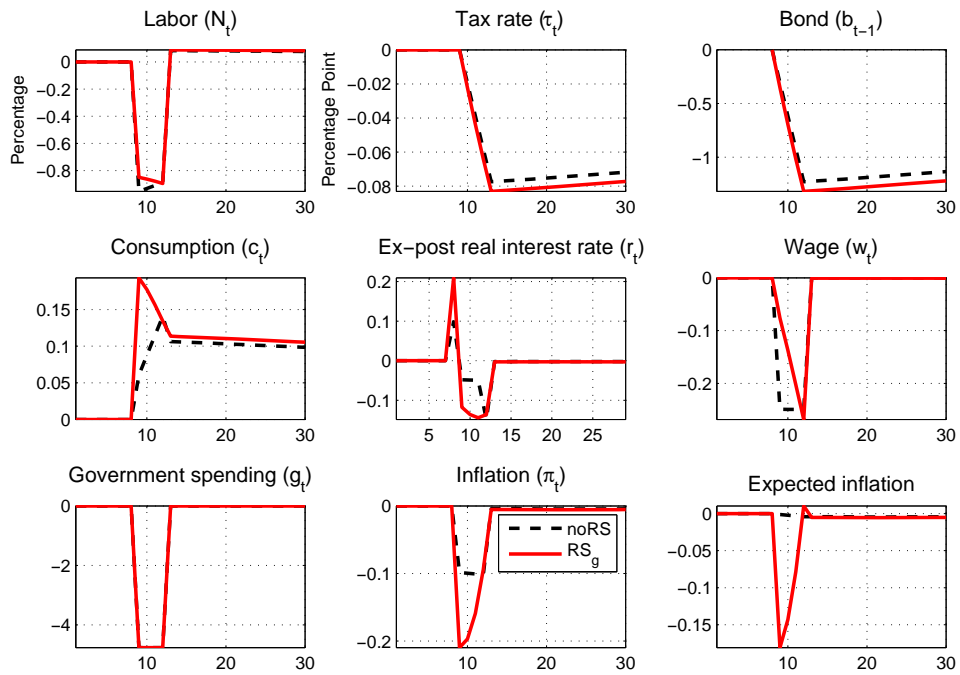 Labor (N_t)
Tax rate (τ_t)
Bond (b_{t−1})
Percentage
0
−0.2
−0.4
−0.6
−0.8
10 20 30
Percentage Point
0
−0.02
−0.04
−0.06
−0.08
10 20 30
0
−0.5
−1
10 20 30
Consumption (c_t)
Ex−post real interest rate (r_t)
Wage (w_t)
0.15
0.1
0.05
0
10 20 30
0.2
0.1
0
−0.1
5 10 15 20 25
0
−0.1
−0.2
10 20 30
Government spending (g_t)
Inflation (π_t)
Expected inflation
0
−2
−4
10 20 30
0
−0.1
−0.2
noRS
RS_g
10 20 30
0
−0.05
−0.1
−0.15
10 20 30